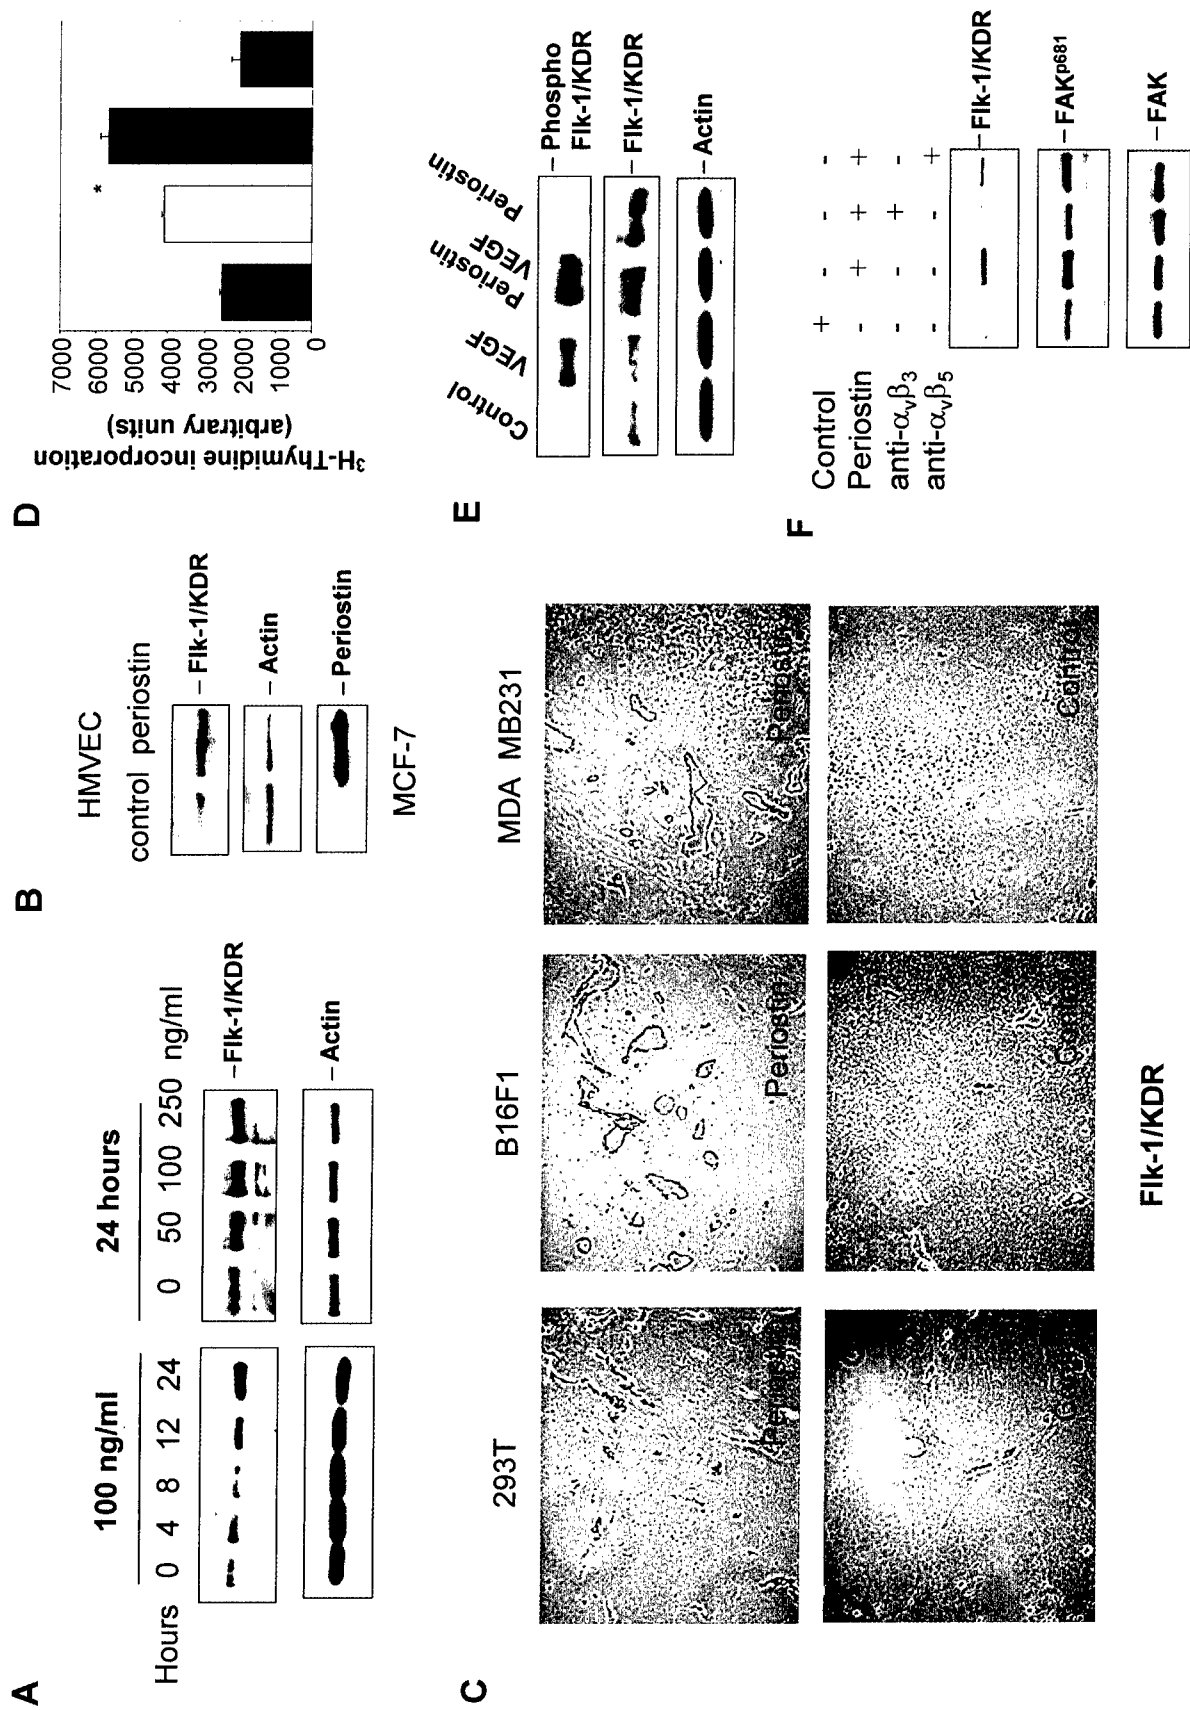 A
100 ng/ml
24 hours
Hours 0 4 8 12 24
0 50 100 250 ng/ml
– Flk-1/KDR
– Actin
B
HMVEC
control periostin
– Flk-1/KDR
– Actin
– Periostin
MCF-7
C
293T
B16F1
MDA MB231
Periostin
Periostin
Periostin
Control
Control
Control
Flk-1/KDR
D
³H-Thymidine incorporation
(arbitrary units)
7000
6000
5000
4000
3000
2000
1000
0
*
E
Control
VEGF
Periostin
VEGF
Periostin
– Phospho
Flk-1/KDR
– Flk-1/KDR
– Actin
F
Control + - - -
Periostin - + + +
anti-αvβ3 - - + -
anti-αvβ5 - - - +
– Flk-1/KDR
– FAKp681
– FAK